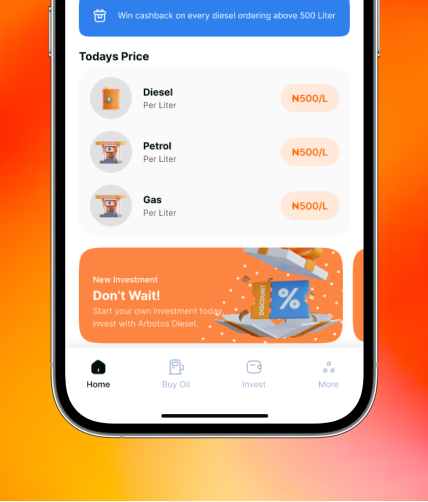 Win cashback on every diesel ordering above 500 Liter
Todays Price
Diesel
Per Liter
₦500/L
Petrol
Per Liter
₦500/L
Gas
Per Liter
₦500/L
New Investment
Don't Wait!
Start your own investment today
invest with Arbotos Diesel.
DISCOUNT
%
Home
Buy Oil
Invest
More